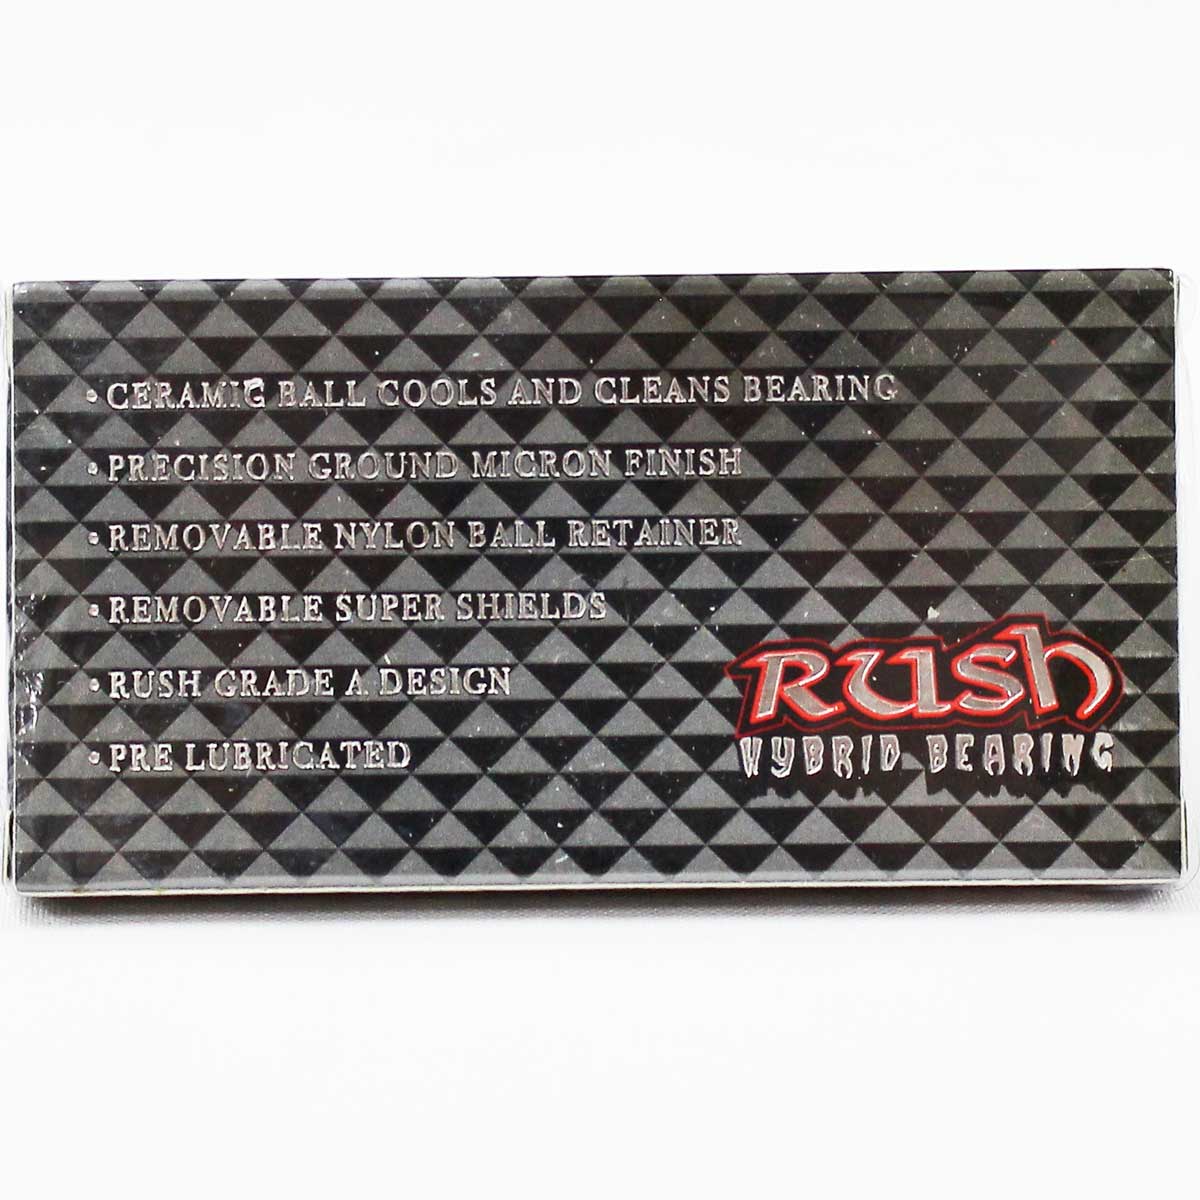 • CERAMIC BALL COOLS AND CLEANS BEARING
• PRECISION GROUND MICRON FINISH
• REMOVABLE NYLON BALL RETAINER
• REMOVABLE SUPER SHIELDS
• RUSH GRADE A DESIGN
• PRE LUBRICATED
RUSH
HYBRID BEARING